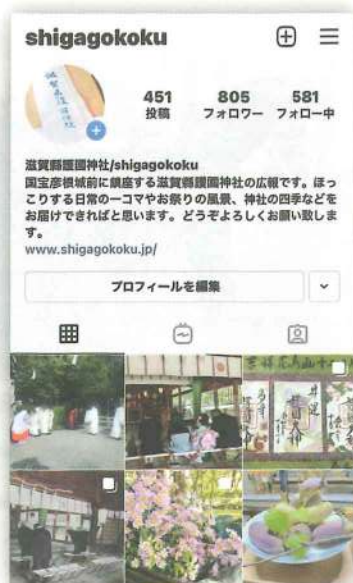 shigagokoku
451
投稿
805
フォロワー
581
フォロー中
滋賀縣護國神社/shigagokoku
国宝彦根城前に鎮座する滋賀縣護國神社の広報です。ほっ
こりする日常の一コマやお祭りの風景、神社の四季などを
お届けできればと思います。どうぞよろしくお願い致しま
す。
www.shigagokoku.jp/
プロフィールを編集